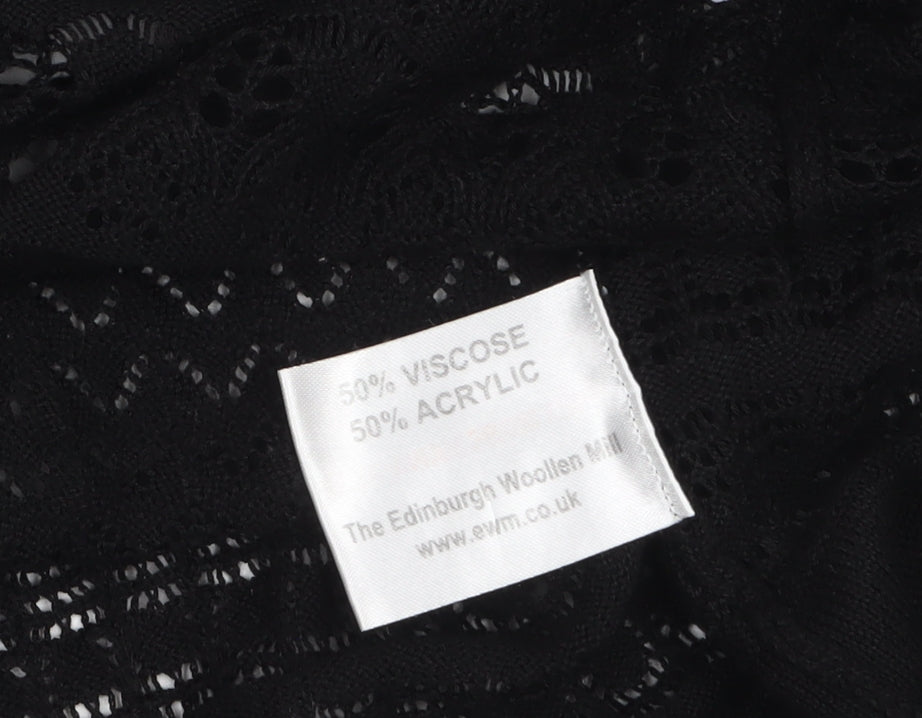 50% VISCOSE
50% ACRYLIC
The Edinburgh Woollen Mill
www.ewm.co.uk